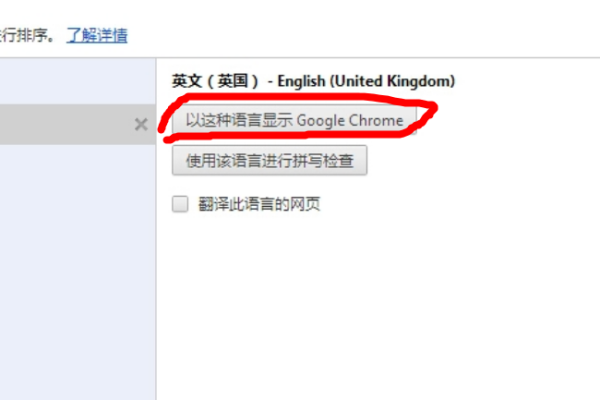 行排序。 了解详情
英文（英国） - English (United Kingdom)
以这种语言显示 Google Chrome
使用该语言进行拼写检查
翻译此语言的网页